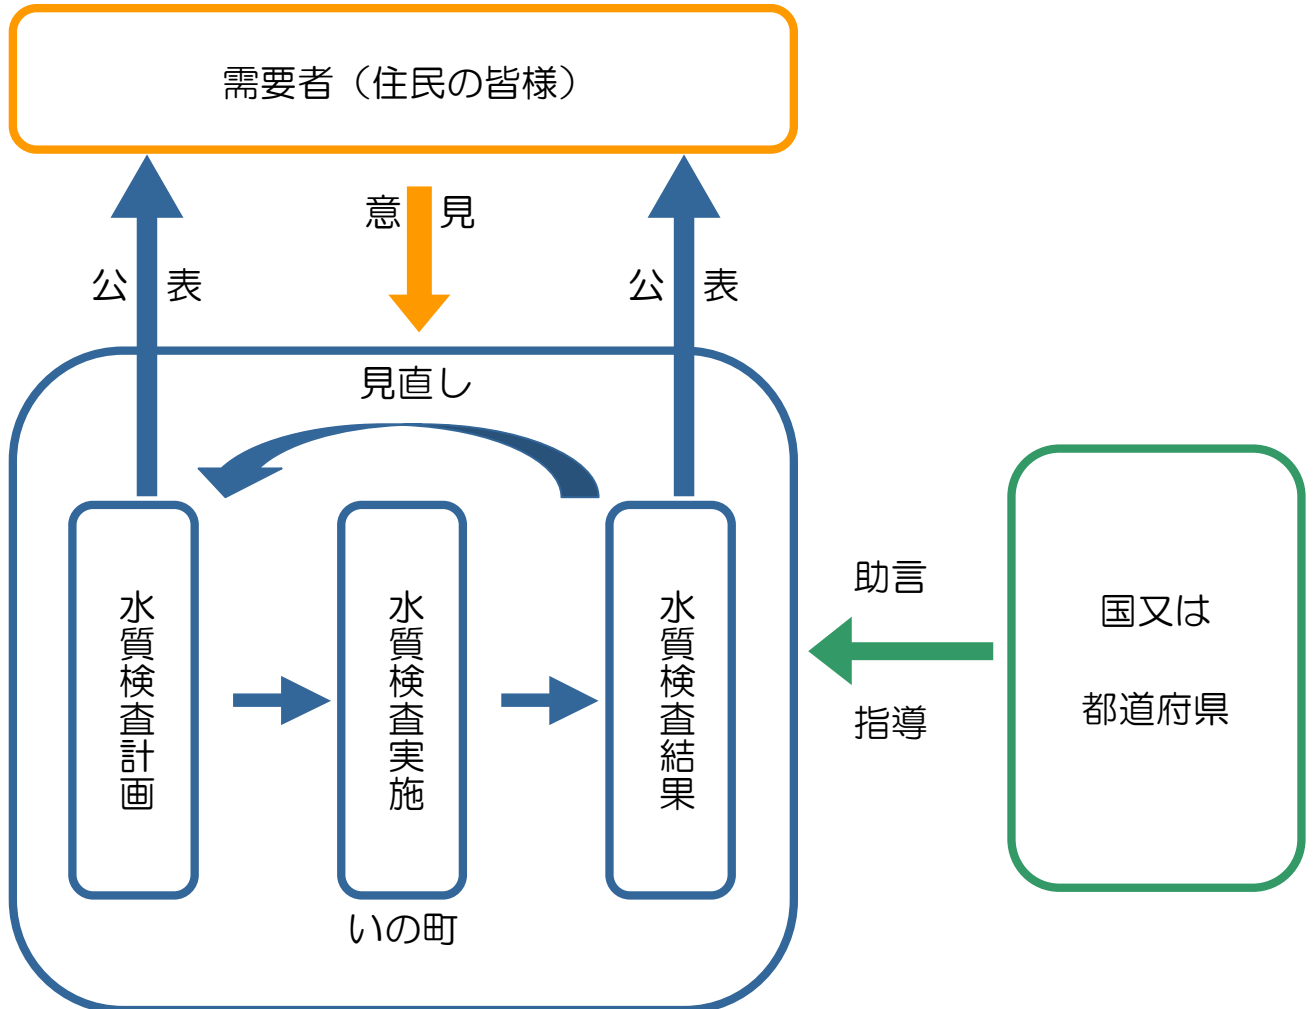 需要者（住民の皆様）
意見
公表
公表
見直し
水質検査計画
水質検査実施
水質検査結果
いの町
助言
指導
国又は
都道府県